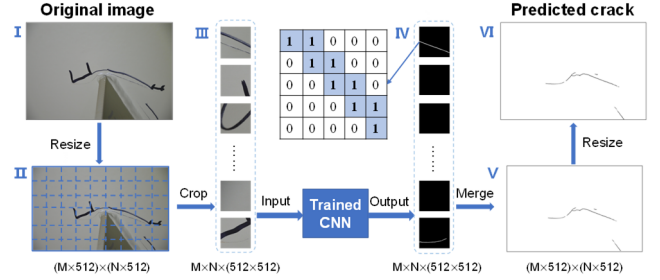 Original image
Predicted crack
I
III
IV
VI
1 1 0 0 0
0 1 1 0 0
0 0 1 1 0
0 0 0 1 1
0 0 0 0 1
Resize
Resize
II
V
Crop
Input
Trained
CNN
Output
Merge
(M×512)×(N×512)
M×N×(512×512)
M×N×(512×512)
(M×512)×(N×512)